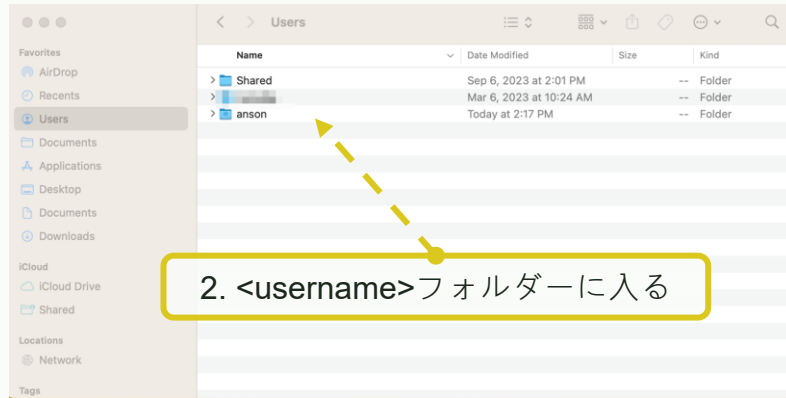 Users
Favorites
AirDrop
Recents
Users
Documents
Applications
Desktop
Documents
Downloads
iCloud
iCloud Drive
Shared
Locations
Network
Tags
Name Date Modified Size Kind
Shared Sep 6, 2023 at 2:01 PM -- Folder
Mar 6, 2023 at 10:24 AM -- Folder
anson Today at 2:17 PM -- Folder
2. <username>フォルダーに入る